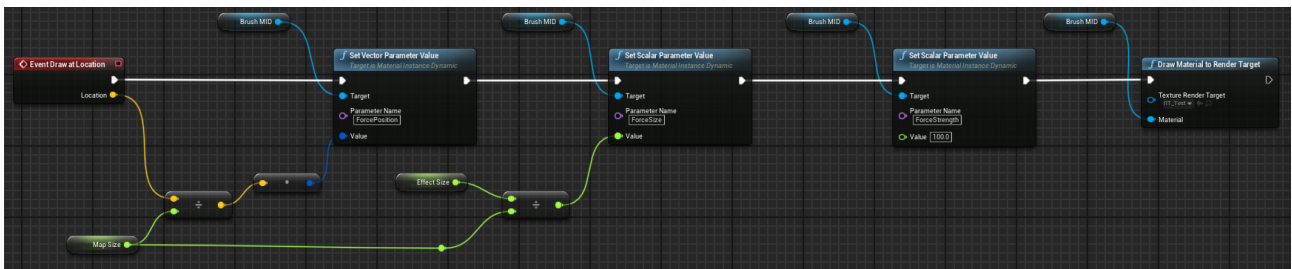 Brush MID
Brush MID
Brush MID
Brush MID
Event Draw at Location
Location
Set Vector Parameter Value
Target is Material Instance Dynamic
Target
Parameter Name
ForcePosition
Value
Set Scalar Parameter Value
Target is Material Instance Dynamic
Target
Parameter Name
ForceSize
Value
Set Scalar Parameter Value
Target is Material Instance Dynamic
Target
Parameter Name
ForceStrength
Value 100.0
Draw Material to Render Target
Texture Render Target
RT_Test
Material
Effect Size
÷
÷
Map Size